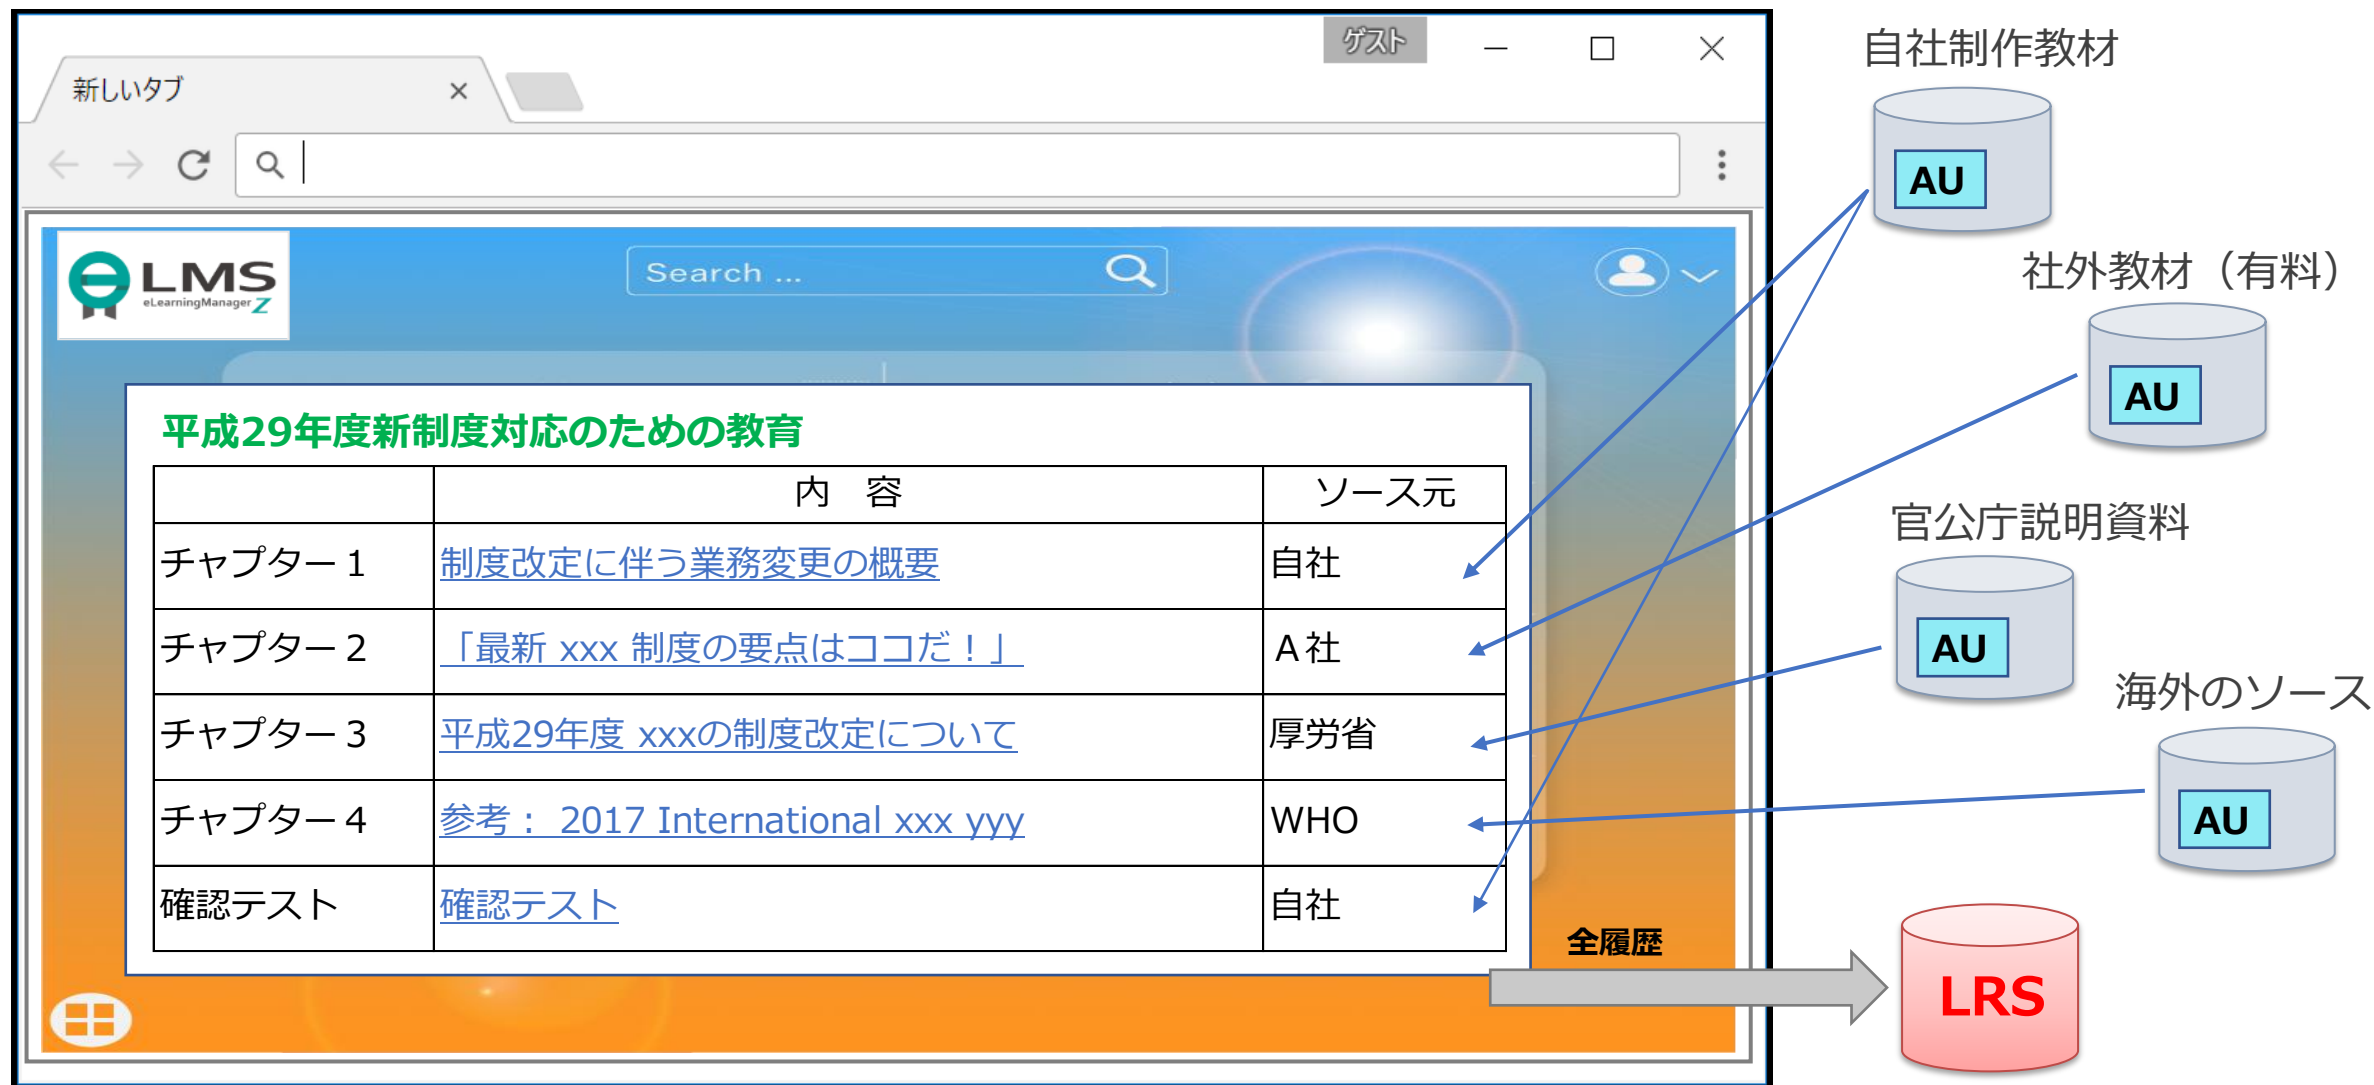 ゲスト
新しいタブ
LMS
eLearningManager Z
Search ...
平成29年度新制度対応のための教育
内　容
ソース元
チャプター１
制度改定に伴う業務変更の概要
自社
チャプター２
「最新 xxx 制度の要点はココだ！」
Ａ社
チャプター３
平成29年度 xxxの制度改定について
厚労省
チャプター４
参考： 2017 International xxx yyy
WHO
確認テスト
確認テスト
自社
全履歴
自社制作教材
AU
社外教材（有料）
AU
官公庁説明資料
AU
海外のソース
AU
LRS